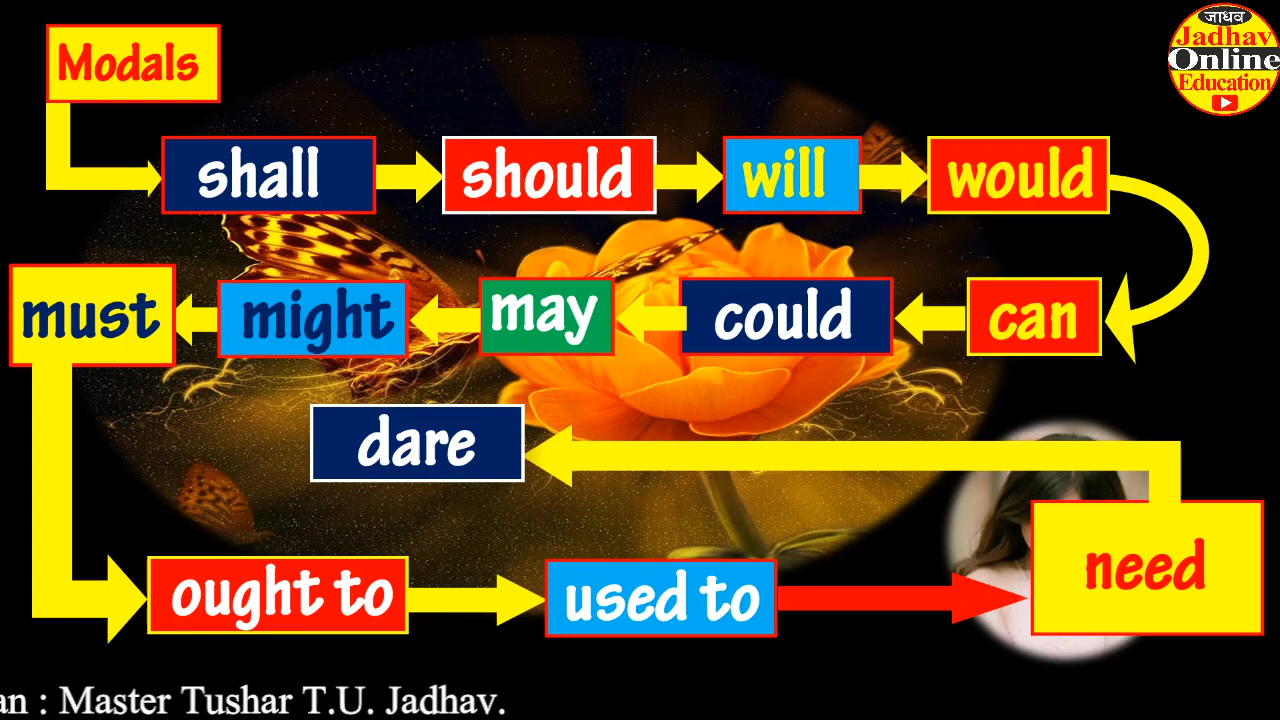 Modals
जाधव
Jadhav
Online
Education
shall
should
will
would
can
could
may
might
must
ought to
used to
need
dare
an : Master Tushar T.U. Jadhav.